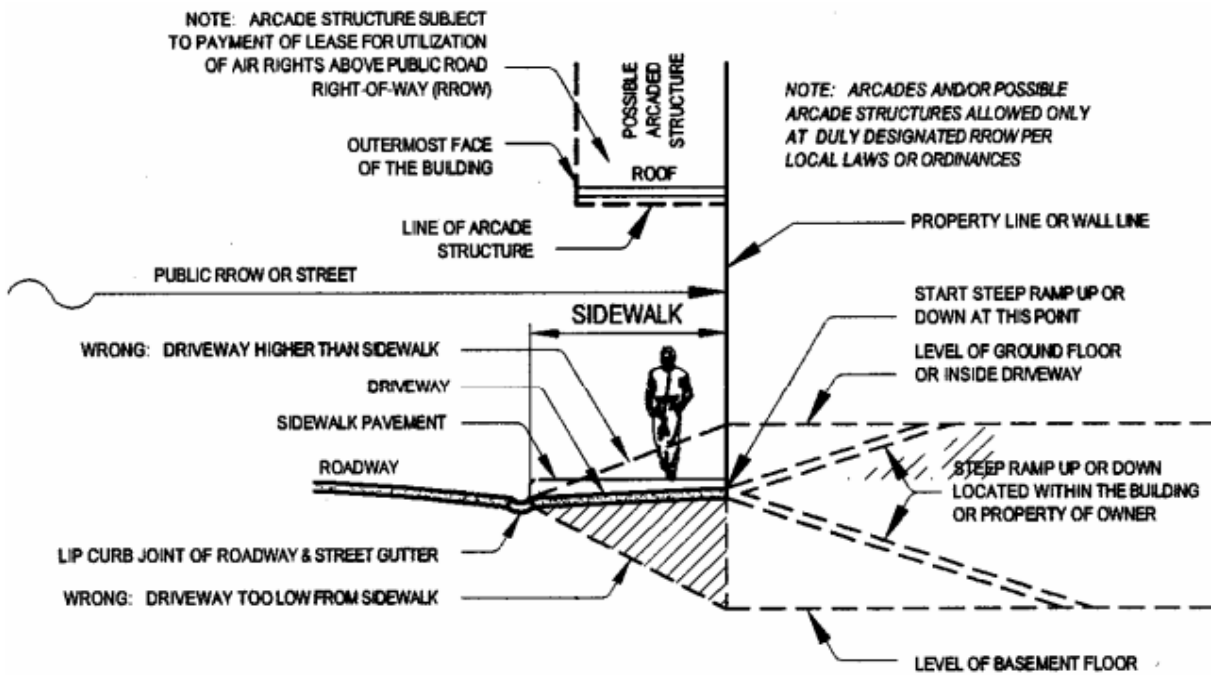 NOTE: ARCADE STRUCTURE SUBJECT
TO PAYMENT OF LEASE FOR UTILIZATION
OF AIR RIGHTS ABOVE PUBLIC ROAD
RIGHT-OF-WAY (RROW)
POSSIBLE
ARCADED
STRUCTURE
NOTE: ARCADES AND/OR POSSIBLE
ARCADE STRUCTURES ALLOWED ONLY
AT DULY DESIGNATED RROW PER
LOCAL LAWS OR ORDINANCES
OUTERMOST FACE
OF THE BUILDING
ROOF
LINE OF ARCADE
STRUCTURE
PROPERTY LINE OR WALL LINE
PUBLIC RROW OR STREET
SIDEWALK
START STEEP RAMP UP OR
DOWN AT THIS POINT
WRONG: DRIVEWAY HIGHER THAN SIDEWALK
LEVEL OF GROUND FLOOR
OR INSIDE DRIVEWAY
DRIVEWAY
SIDEWALK PAVEMENT
ROADWAY
STEEP RAMP UP OR DOWN
LOCATED WITHIN THE BUILDING
OR PROPERTY OF OWNER
LIP CURB JOINT OF ROADWAY & STREET GUTTER
WRONG: DRIVEWAY TOO LOW FROM SIDEWALK
LEVEL OF BASEMENT FLOOR